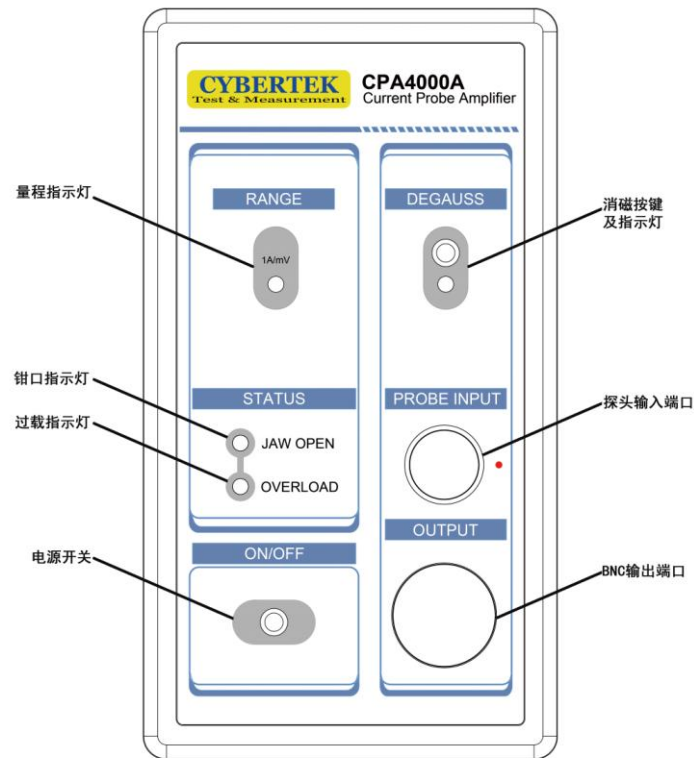 CYBERTEK
Test & Measurement
CPA4000A
Current Probe Amplifier
RANGE
DEGAUSS
量程指示灯
1A/mV
消磁按键
及指示灯
钳口指示灯
STATUS
PROBE INPUT
探头输入端口
过载指示灯
JAW OPEN
OVERLOAD
OUTPUT
电源开关
ON/OFF
BNC输出端口